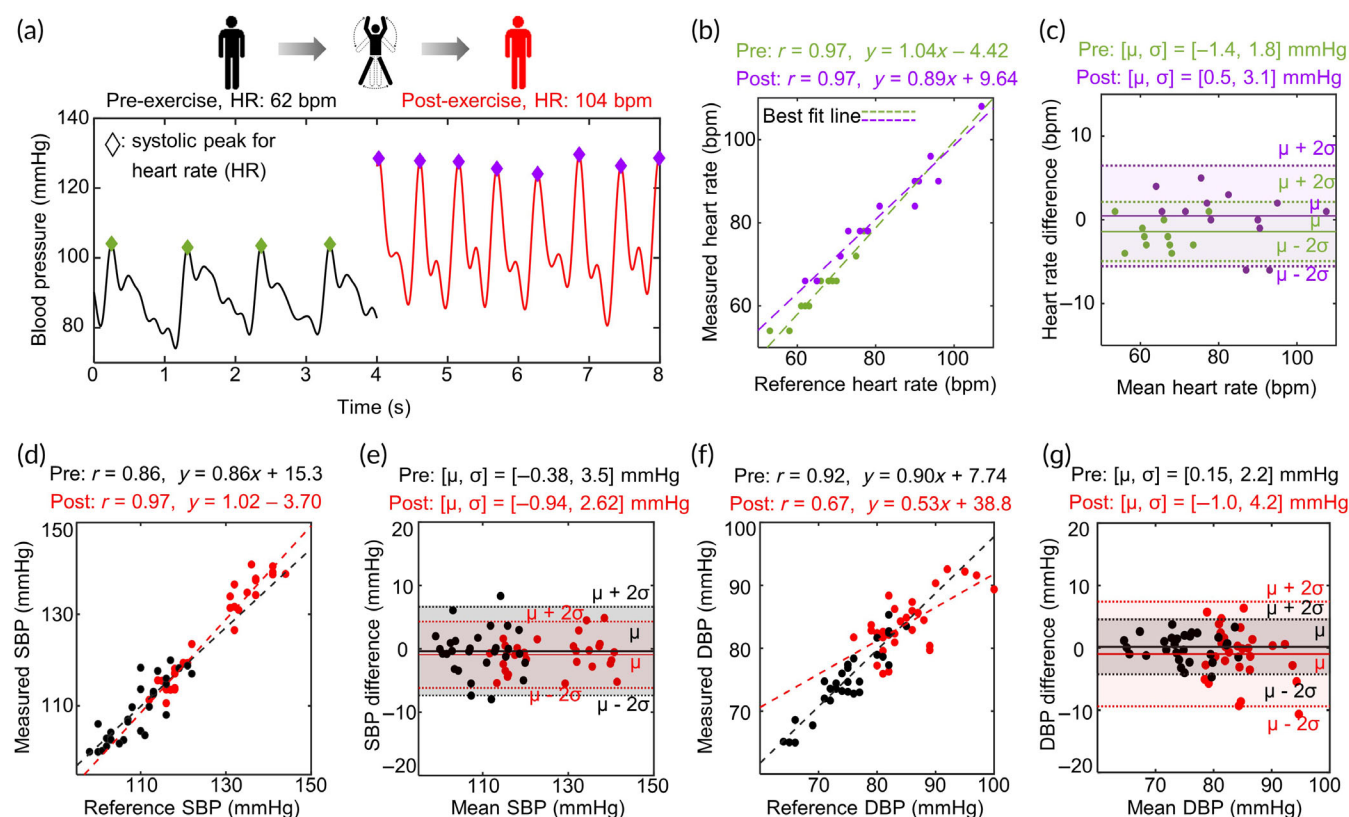 (a)
Pre-exercise, HR: 62 bpm
Post-exercise, HR: 104 bpm
◊: systolic peak for
heart rate (HR)
Blood pressure (mmHg)
140
120
100
80
0 1 2 3 4 5 6 7 8
Time (s)
(b)
Pre: r = 0.97, y = 1.04x – 4.42
Post: r = 0.97, y = 0.89x + 9.64
Best fit line
Measured heart rate (bpm)
100
80
60
60 80 100
Reference heart rate (bpm)
(c)
Pre: [μ, σ] = [−1.4, 1.8] mmHg
Post: [μ, σ] = [0.5, 3.1] mmHg
Heart rate difference (bpm)
10
0
−10
μ + 2σ
μ + 2σ
μ
μ
μ - 2σ
μ - 2σ
60 80 100
Mean heart rate (bpm)
(d)
Pre: r = 0.86, y = 0.86x + 15.3
Post: r = 0.97, y = 1.02 – 3.70
Measured SBP (mmHg)
150
130
110
110 130 150
Reference SBP (mmHg)
(e)
Pre: [μ, σ] = [−0.38, 3.5] mmHg
Post: [μ, σ] = [−0.94, 2.62] mmHg
SBP difference (mmHg)
20
10
0
−10
−20
μ + 2σ
μ + 2σ
μ
μ
μ - 2σ
μ - 2σ
110 130 150
Mean SBP (mmHg)
(f)
Pre: r = 0.92, y = 0.90x + 7.74
Post: r = 0.67, y = 0.53x + 38.8
Measured DBP (mmHg)
100
90
80
70
70 80 90 100
Reference DBP (mmHg)
(g)
Pre: [μ, σ] = [0.15, 2.2] mmHg
Post: [μ, σ] = [−1.0, 4.2] mmHg
DBP difference (mmHg)
20
10
0
−10
−20
μ + 2σ
μ + 2σ
μ
μ
μ - 2σ
μ - 2σ
70 80 90 100
Mean DBP (mmHg)